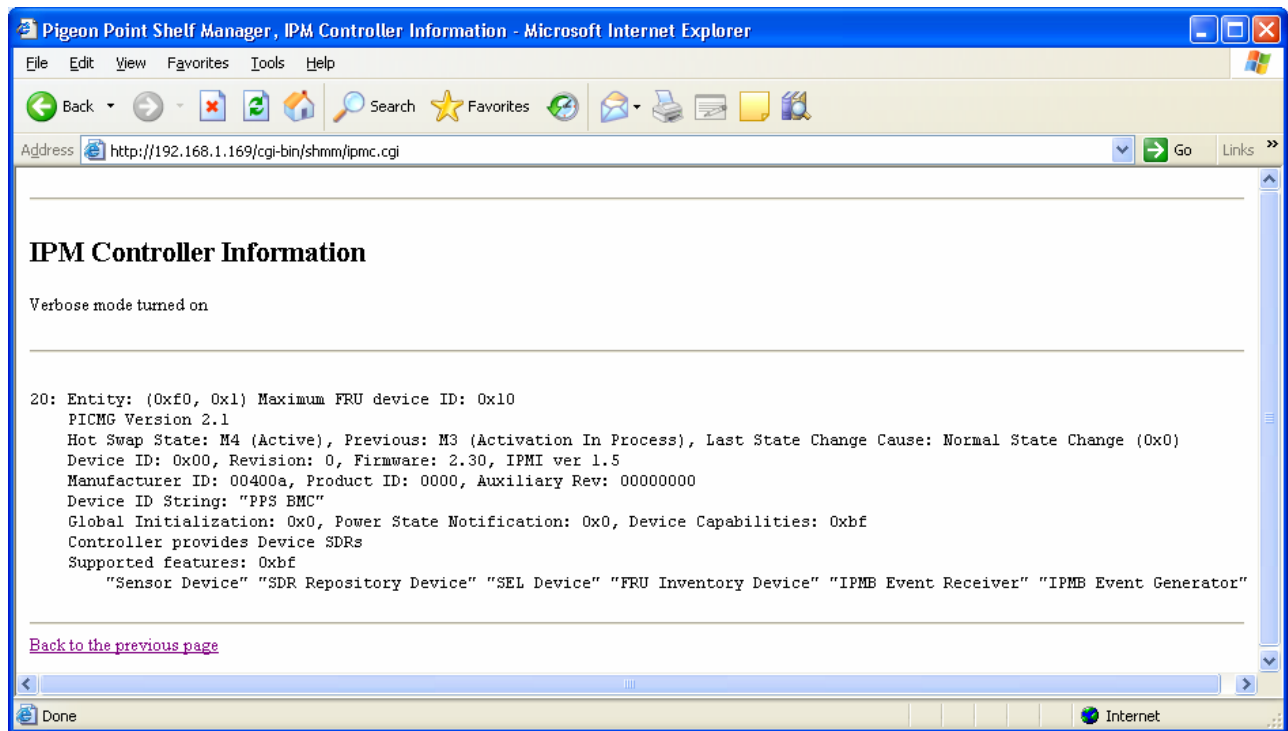 Pigeon Point Shelf Manager, IPM Controller Information - Microsoft Internet Explorer
File Edit View Favorites Tools Help
Back Search Favorites
Address http://192.168.1.169/cgi-bin/shmm/ipmc.cgi Go Links »
IPM Controller Information
Verbose mode turned on
20: Entity: (0xf0, 0x1) Maximum FRU device ID: 0x10
PICMG Version 2.1
Hot Swap State: M4 (Active), Previous: M3 (Activation In Process), Last State Change Cause: Normal State Change (0x0)
Device ID: 0x00, Revision: 0, Firmware: 2.30, IPMI ver 1.5
Manufacturer ID: 00400a, Product ID: 0000, Auxiliary Rev: 00000000
Device ID String: "PPS BMC"
Global Initialization: 0x0, Power State Notification: 0x0, Device Capabilities: 0xbf
Controller provides Device SDRs
Supported features: 0xbf
"Sensor Device" "SDR Repository Device" "SEL Device" "FRU Inventory Device" "IPMB Event Receiver" "IPMB Event Generator"
Back to the previous page
Done Internet